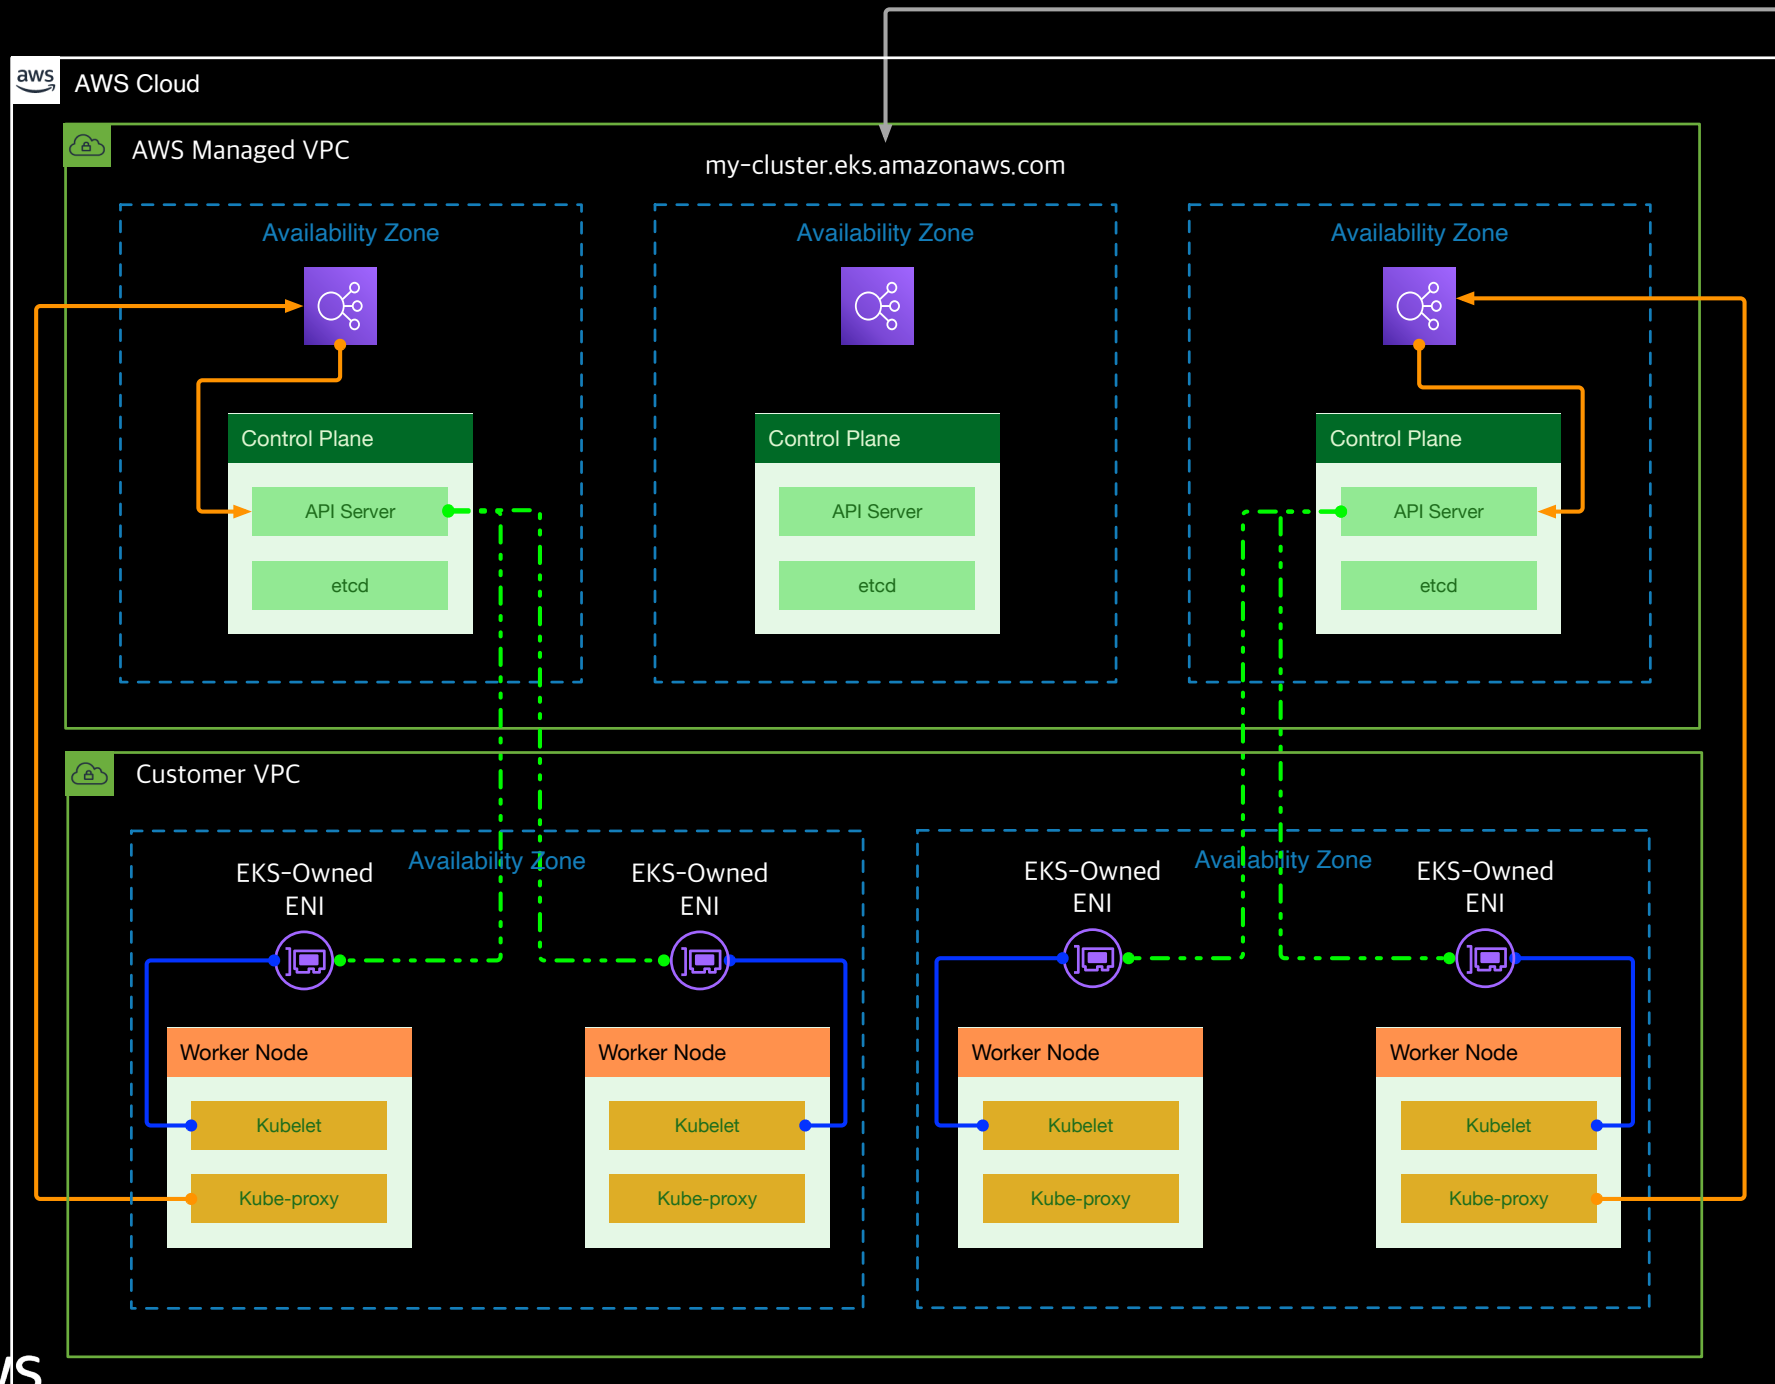 aws
AWS Cloud
AWS Managed VPC
my-cluster.eks.amazonaws.com
Availability Zone
Availability Zone
Availability Zone
Control Plane
API Server
etcd
Control Plane
API Server
etcd
Control Plane
API Server
etcd
Customer VPC
Availability Zone
EKS-Owned
ENI
EKS-Owned
ENI
Availability Zone
EKS-Owned
ENI
EKS-Owned
ENI
Worker Node
Kubelet
Kube-proxy
Worker Node
Kubelet
Kube-proxy
Worker Node
Kubelet
Kube-proxy
Worker Node
Kubelet
Kube-proxy